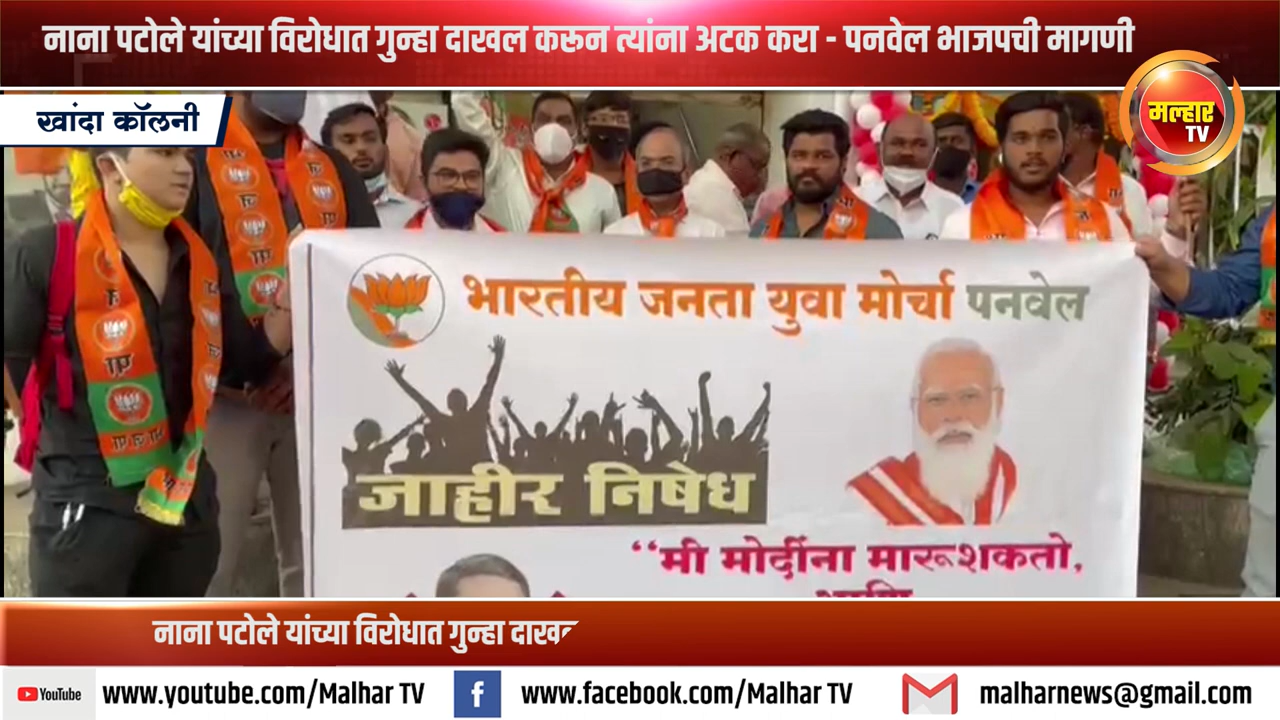 नाना पटोले यांच्या विरोधात गुन्हा दाखल करून त्यांना अटक करा - पनवेल भाजपची मागणी
खांदा कॉलनी
मल्हार
TV
भारतीय जनता युवा मोर्चा पनवेल
जाहीर निषेध
“मी मोदींना मारू शकतो,
नाना पटोले यांच्या विरोधात गुन्हा दाखल
YouTube www.youtube.com/Malhar TV www.facebook.com/Malhar TV malharnews@gmail.com